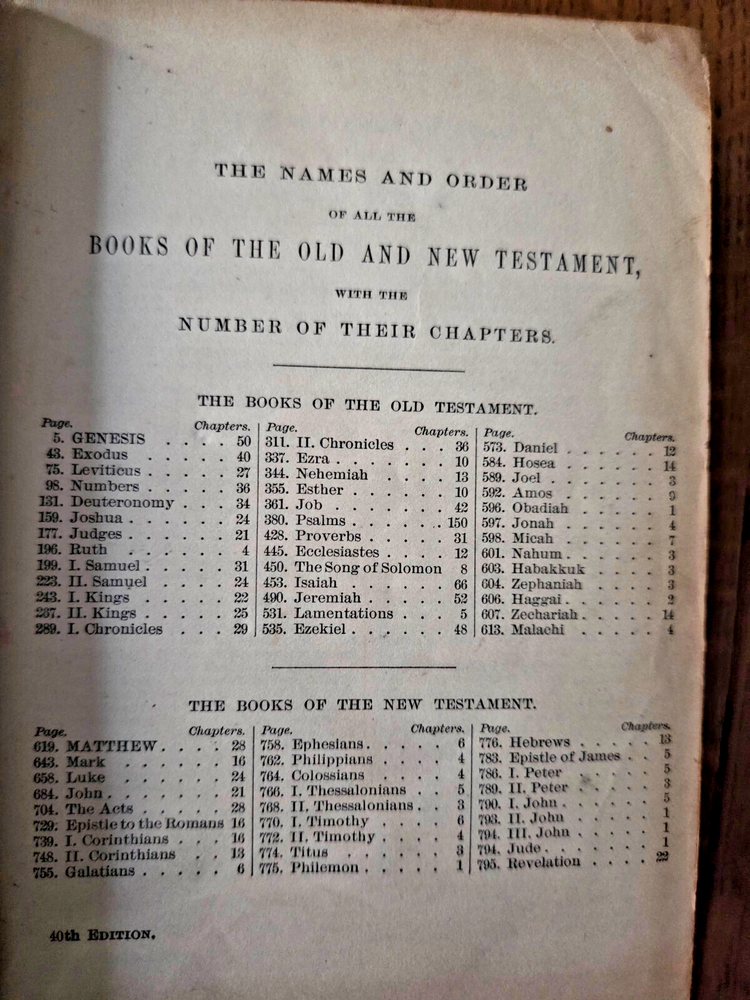 THE NAMES AND ORDER
OF ALL THE
BOOKS OF THE OLD AND NEW TESTAMENT,
WITH THE
NUMBER OF THEIR CHAPTERS.
THE BOOKS OF THE OLD TESTAMENT.
Page. Chapters.
5. GENESIS . . . . 50
43. Exodus . . . . . 40
75. Leviticus . . . . . 27
98. Numbers . . . . . 36
131. Deuteronomy . . . 34
159. Joshua . . . . . . 24
177. Judges . . . . . . 21
196. Ruth . . . . . . 4
199. I. Samuel . . . . . 31
223. II. Samuel . . . . 24
243. I. Kings . . . . . 22
267. II. Kings . . . . . 25
289. I. Chronicles . . . 29
Page. Chapters.
311. II. Chronicles . . . 36
337. Ezra . . . . . . . 10
344. Nehemiah . . . . 13
355. Esther . . . . . . 10
361. Job . . . . . . . 42
380. Psalms . . . . . . 150
428. Proverbs . . . . . 31
445. Ecclesiastes . . . . 12
450. The Song of Solomon 8
453. Isaiah . . . . . . 66
490. Jeremiah . . . . . 52
531. Lamentations . . . 5
535. Ezekiel . . . . . . 48
Page. Chapters.
573. Daniel . . . . . . 12
584. Hosea . . . . . . 14
589. Joel . . . . . . . 3
592. Amos . . . . . . 9
596. Obadiah . . . . . 1
597. Jonah . . . . . . 4
598. Micah . . . . . . 7
601. Nahum . . . . . . 3
603. Habakkuk . . . . 3
604. Zephaniah . . . . 3
606. Haggai . . . . . . 2
607. Zechariah . . . . . 14
613. Malachi . . . . . 4
THE BOOKS OF THE NEW TESTAMENT.
Page. Chapters.
619. MATTHEW . . . . 28
643. Mark . . . . . . 16
658. Luke . . . . . . 24
684. John . . . . . . . 21
704. The Acts . . . . . 28
729. Epistle to the Romans 16
739. I. Corinthians . . . 16
748. II. Corinthians . . 13
755. Galatians . . . . . 6
Page. Chapters.
758. Ephesians . . . . . 6
762. Philippians . . . . 4
764. Colossians . . . . 4
766. I. Thessalonians . . 5
768. II. Thessalonians . . 3
770. I. Timothy . . . . 6
772. II. Timothy . . . . 4
774. Titus . . . . . . 3
775. Philemon . . . . . 1
Page. Chapters.
776. Hebrews . . . . . 13
783. Epistle of James . . 5
786. I. Peter . . . . . 5
789. II. Peter . . . . . 3
790. I. John . . . . . . 5
793. II. John . . . . . 1
794. III. John . . . . . 1
794. Jude . . . . . . . 1
795. Revelation . . . . 22
40th EDITION.